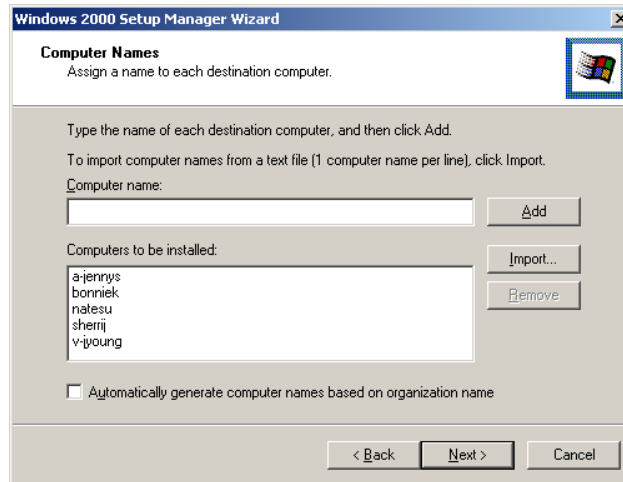 Windows 2000 Setup Manager Wizard
Computer Names
Assign a name to each destination computer.
Type the name of each destination computer, and then click Add.
To import computer names from a text file (1 computer name per line), click Import.
Computer name:
Add
Computers to be installed:
Import...
a-jennys
bonniek
Remove
natesu
sherrij
v-jyoung
Automatically generate computer names based on organization name
< Back
Next >
Cancel